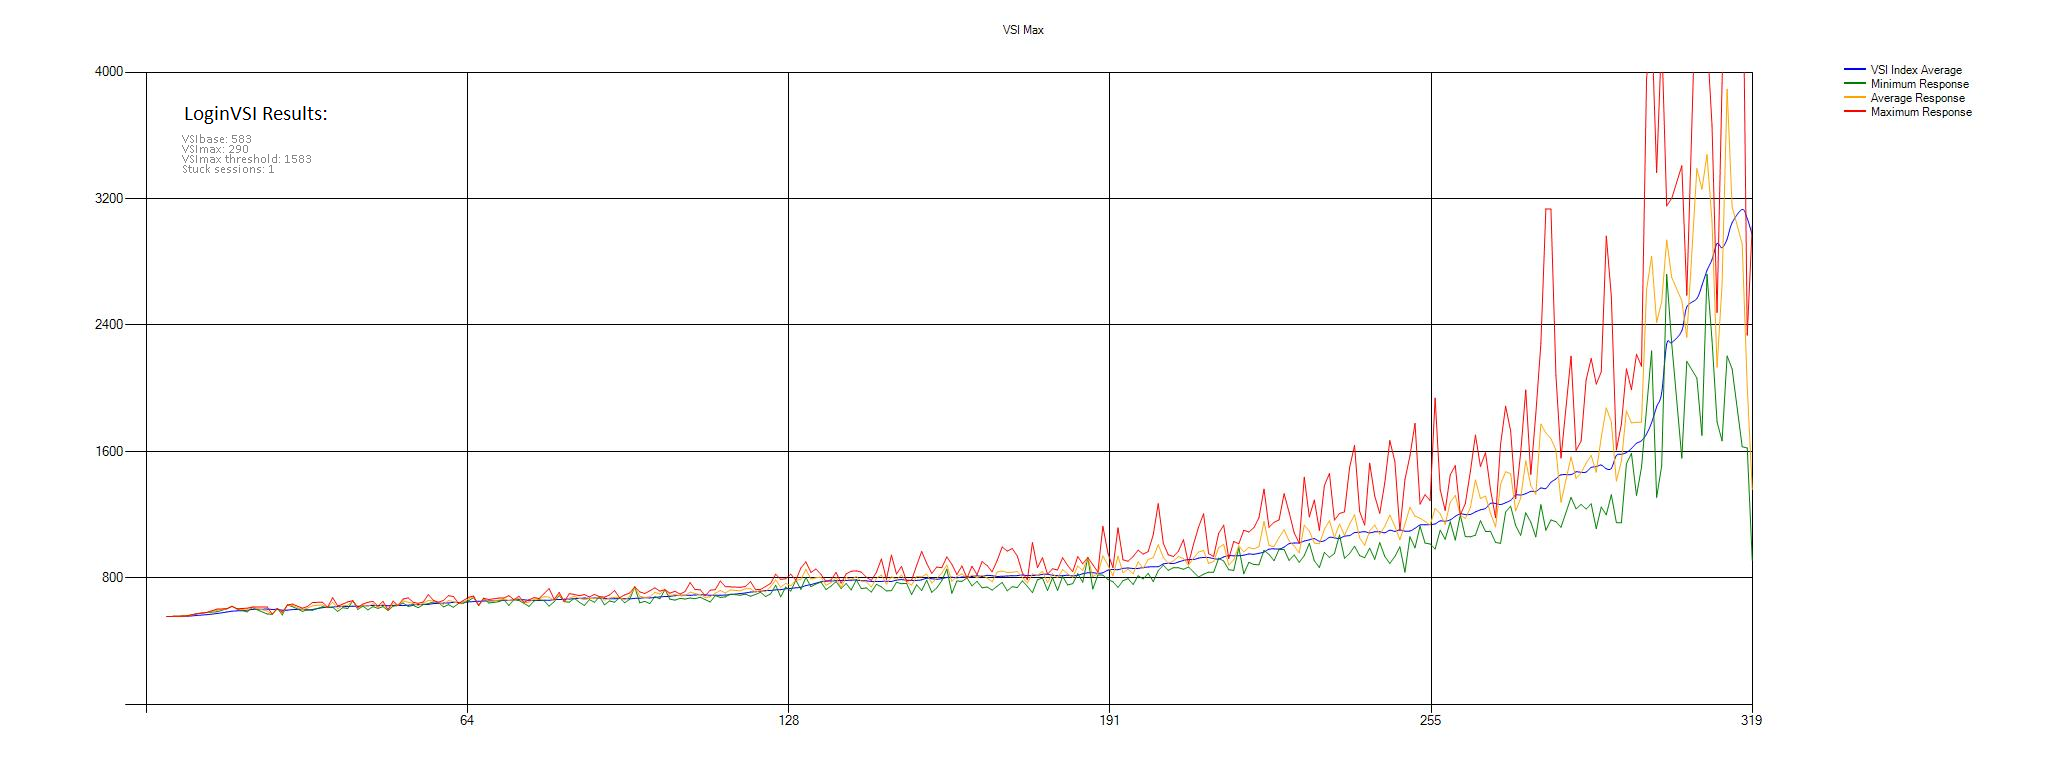 VSI Max
4000
3200
2400
1600
800
64
128
191
255
319
LoginVSI Results:
VSIbase: 583
VSImax: 290
VSImax threshold: 1583
Stuck sessions: 1
VSI Index Average
Minimum Response
Average Response
Maximum Response